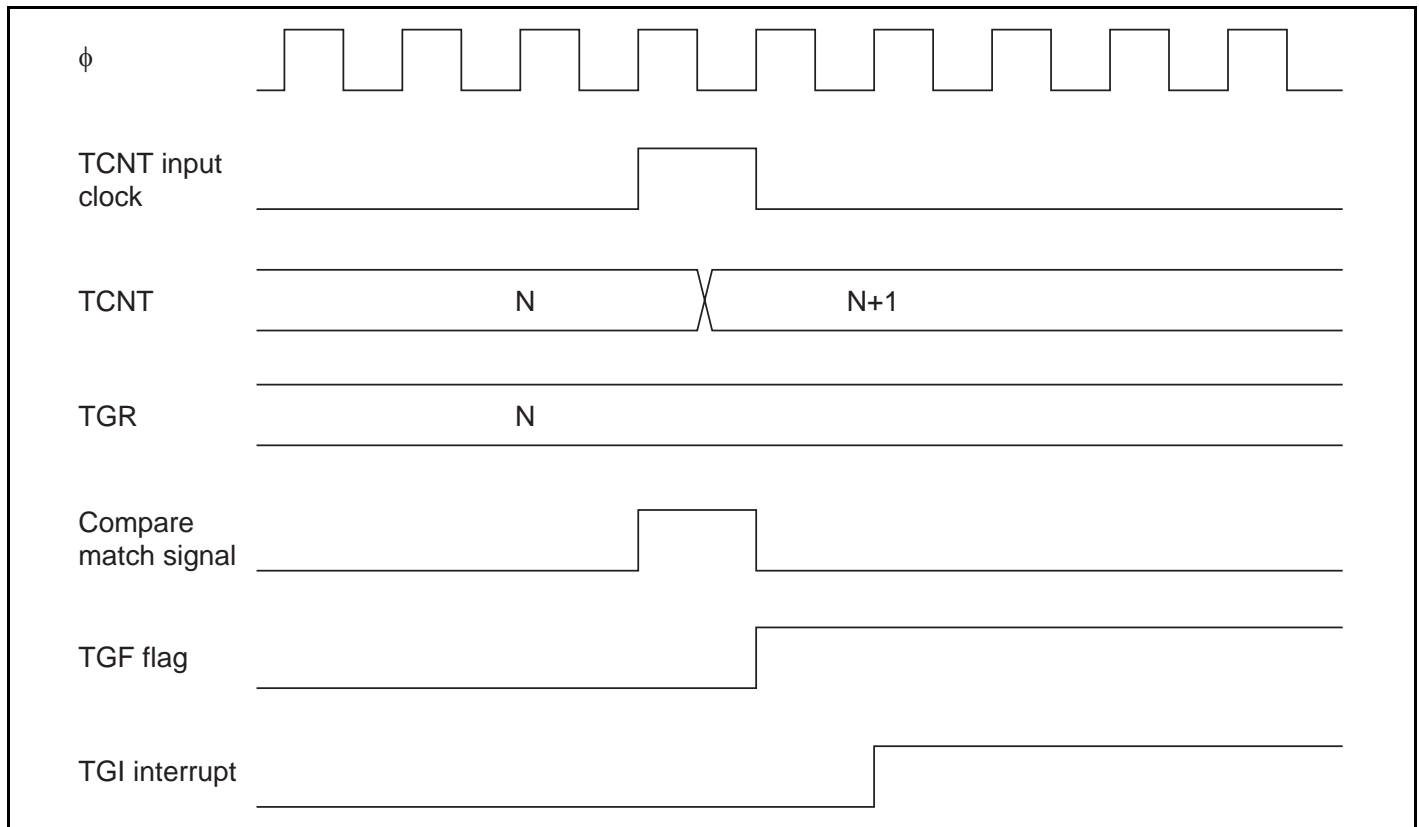 ϕ
TCNT input
clock
TCNT
N
N+1
TGR
N
Compare
match signal
TGF flag
TGI interrupt